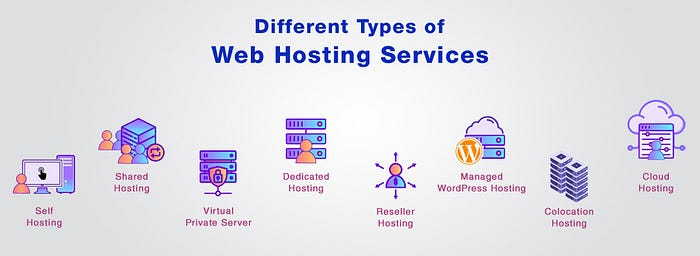 Different Types of
Web Hosting Services
Self
Hosting
Shared
Hosting
Virtual
Private Server
Dedicated
Hosting
Reseller
Hosting
Managed
WordPress Hosting
Colocation
Hosting
Cloud
Hosting